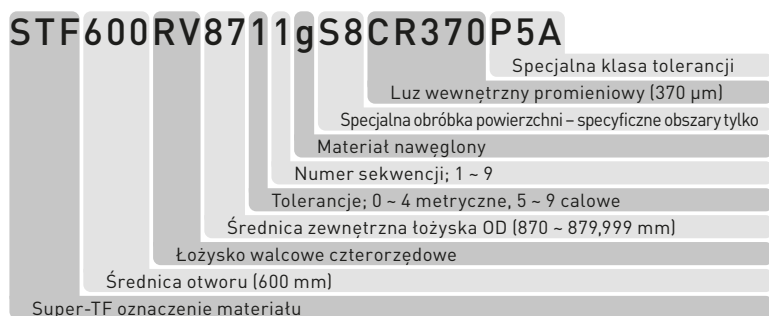 STF600RV8711gS8CR370P5A
Specjalna klasa tolerancji
Luz wewnętrzny promieniowy (370 µm)
Specjalna obróbka powierzchni – specyficzne obszary tylko
Materiał nawęglony
Numer sekwencji; 1 ~ 9
Tolerancje; 0 ~ 4 metryczne, 5 ~ 9 calowe
Średnica zewnętrzna łożyska OD (870 ~ 879,999 mm)
Łożysko walcowe czterorzędowe
Średnica otworu (600 mm)
Super-TF oznaczenie materiału